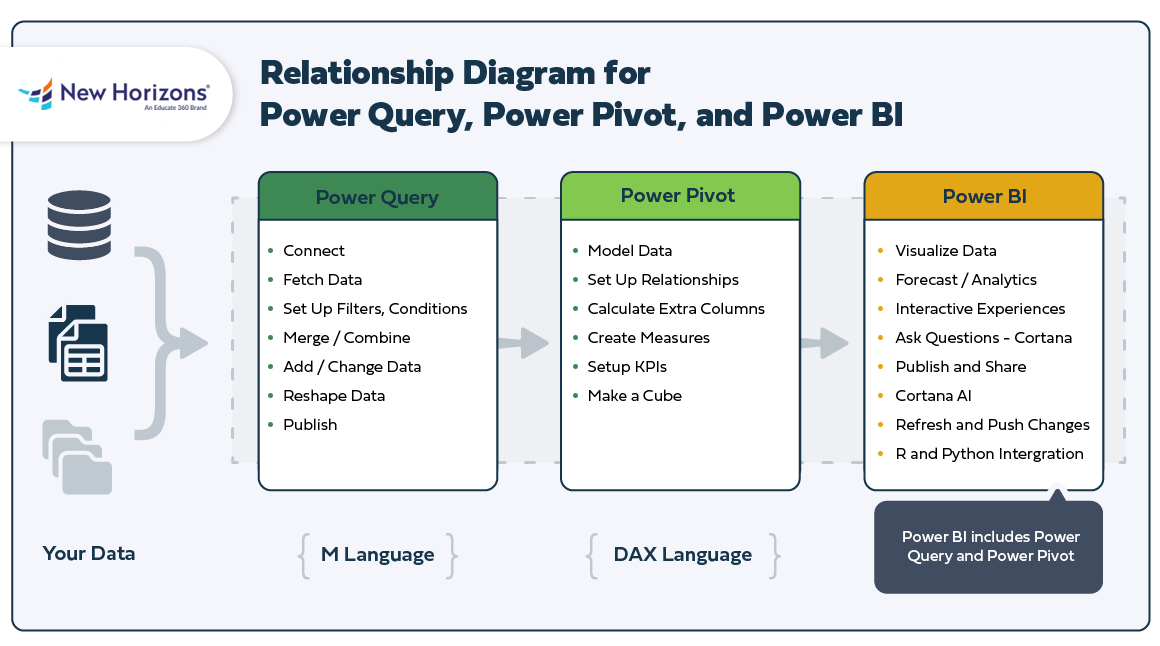 New Horizons®
An Educate 360 Brand
Relationship Diagram for
Power Query, Power Pivot, and Power BI
Power Query
Connect
Fetch Data
Set Up Filters, Conditions
Merge / Combine
Add / Change Data
Reshape Data
Publish
Power Pivot
Model Data
Set Up Relationships
Calculate Extra Columns
Create Measures
Setup KPIs
Make a Cube
Power BI
Visualize Data
Forecast / Analytics
Interactive Experiences
Ask Questions - Cortana
Publish and Share
Cortana AI
Refresh and Push Changes
R and Python Intergration
Your Data
{ M Language }
{ DAX Language }
Power BI includes Power
Query and Power Pivot